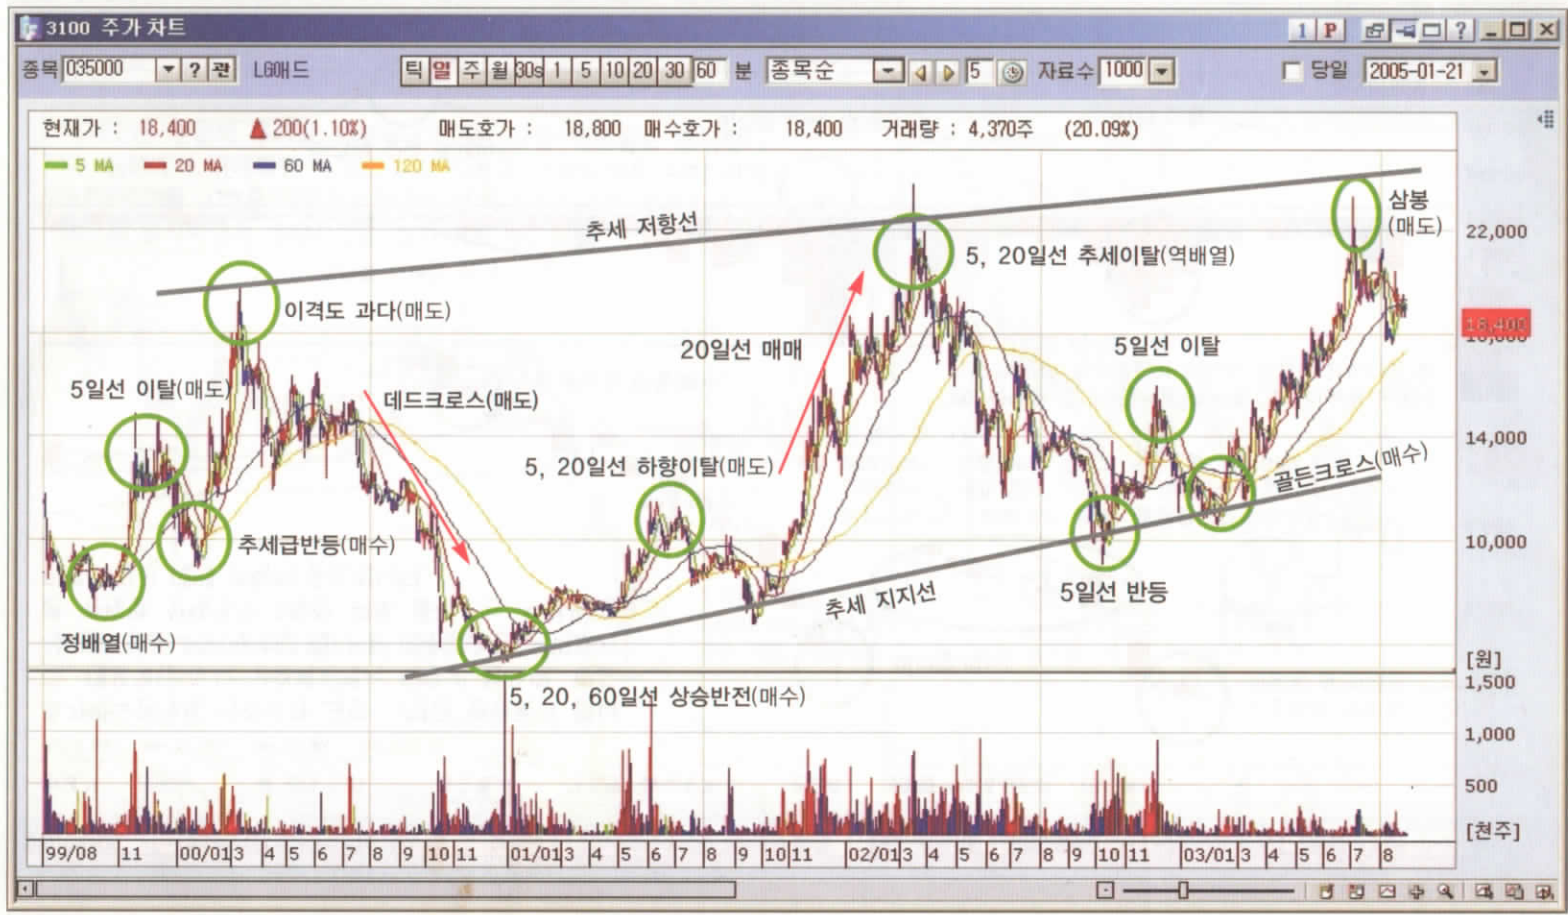 3100 주가차트
1 P ?
종목 035000 ? 관 LG애드 틱 일 주 월 30s 1 5 10 20 30 60 분 종목순 5 자료수 1000 당일 2005-01-21
현재가 : 18,400 ▲ 200(1.10%) 매도호가 : 18,800 매수호가 : 18,400 거래량 : 4,370주 (20.09%)
5 MA 20 MA 60 MA 120 MA
추세 저항선
삼봉
(매도)
22,000
5, 20일선 추세이탈(역배열)
이격도 과다(매도)
18,400
18,000
20일선 매매
5일선 이탈
5일선 이탈(매도)
데드크로스(매도)
14,000
5, 20일선 하향이탈(매도)
골든크로스(매수)
추세급반등(매수)
10,000
5일선 반등
추세 지지선
정배열(매수)
[원]
5, 20, 60일선 상승반전(매수)
1,500
1,000
500
[천주]
99/08 11 00/01 3 4 5 6 7 8 9 10 11 01/01 3 4 5 6 7 8 9 10 11 02/01 3 4 5 6 7 8 9 10 11 03/01 3 4 5 6 7 8